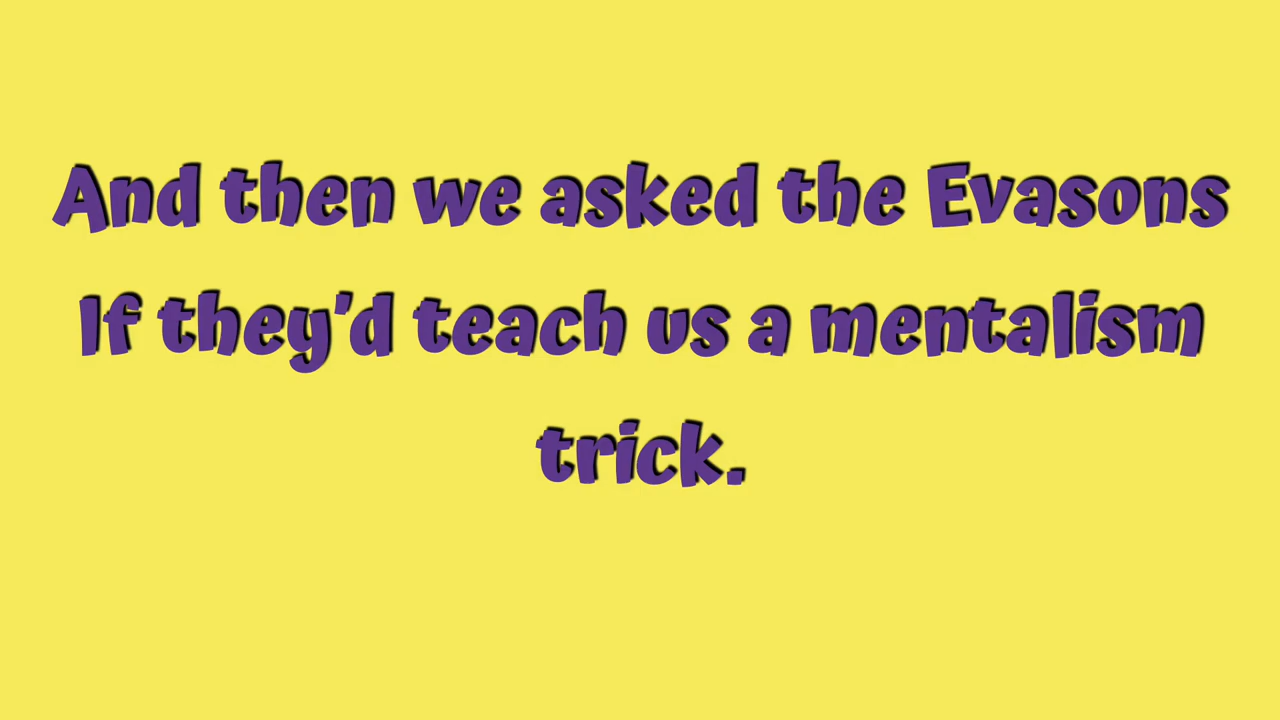 And then we asked the Evasons
If they'd teach us a mentalism
trick.